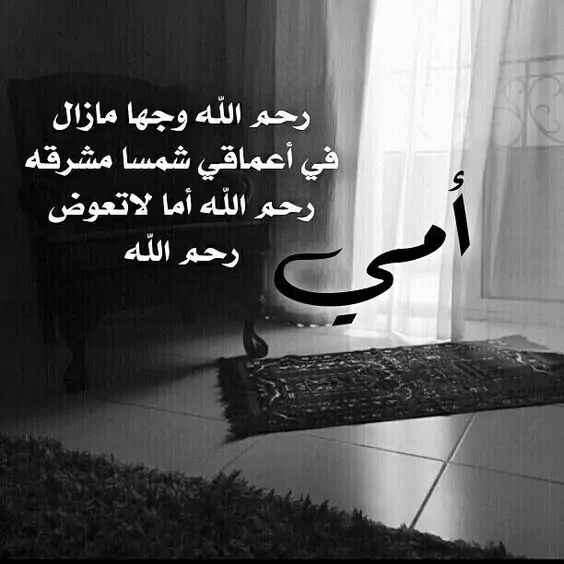 رحم الله وجها مازال
في أعماقي شمسا مشرقه
رحم الله أما لاتعوض
رحم الله
أمي